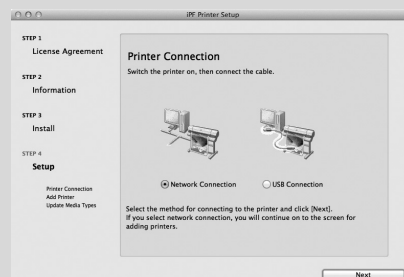 iPF Printer Setup
STEP 1
License Agreement
STEP 2
Information
STEP 3
Install
STEP 4
Setup
Printer Connection
Add Printer
Update Media Types
Printer Connection
Switch the printer on, then connect the cable.
Network Connection
USB Connection
Select the method for connecting to the printer and click [Next].
If you select network connection, you will continue on to the screen for
adding printers.
Next